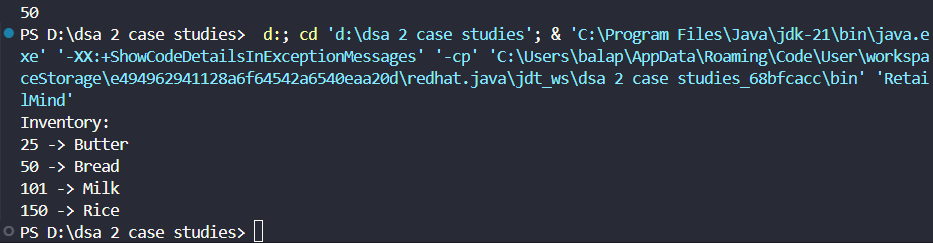 50
PS D:\dsa 2 case studies>  d:; cd 'd:\dsa 2 case studies'; & 'C:\Program Files\Java\jdk-21\bin\java.e
xe' '-XX:+ShowCodeDetailsInExceptionMessages' '-cp' 'C:\Users\balap\AppData\Roaming\Code\User\workspa
ceStorage\e494962941128a6f64542a6540eaa20d\redhat.java\jdt_ws\dsa 2 case studies_68bfcacc\bin' 'Retai
lMind'
Inventory:
25 -> Butter
50 -> Bread
101 -> Milk
150 -> Rice
PS D:\dsa 2 case studies>